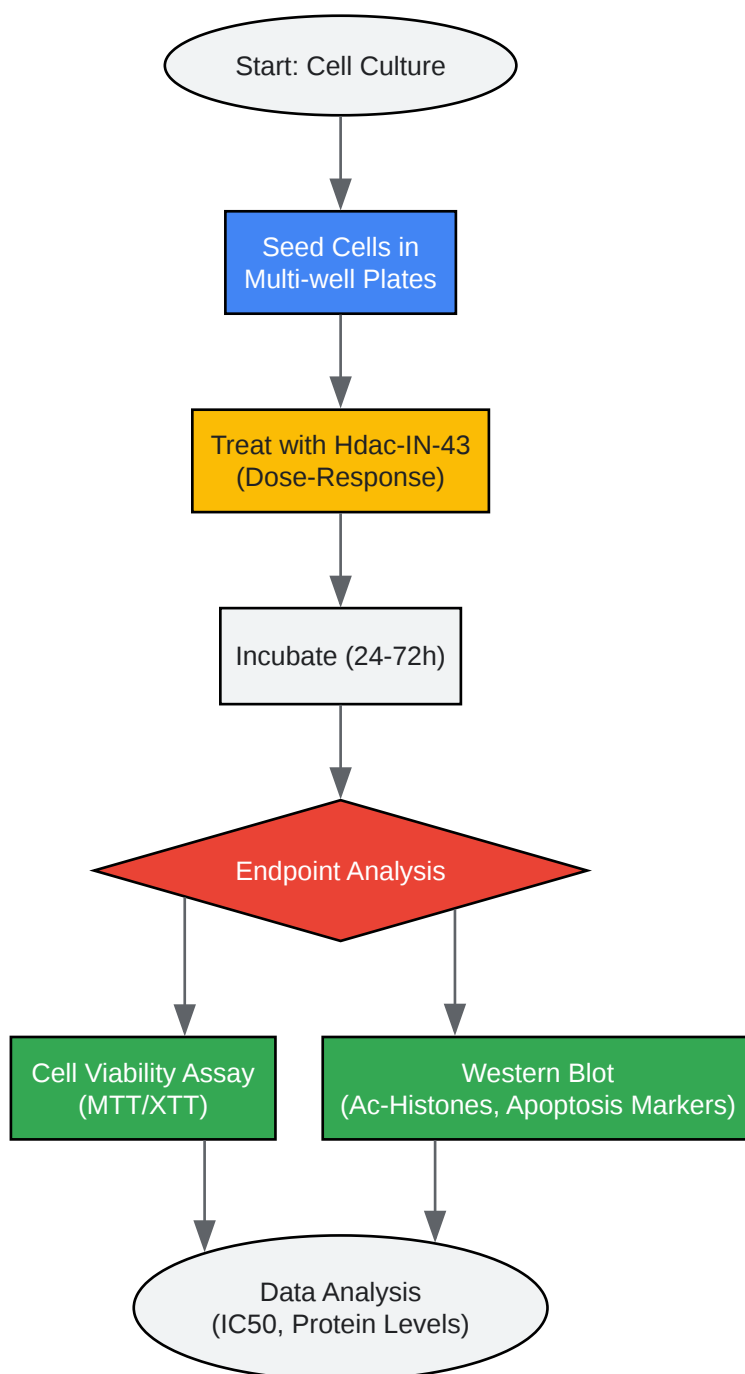 Start: Cell Culture
Seed Cells in
Multi-well Plates
Treat with Hdac-IN-43
(Dose-Response)
Incubate (24-72h)
Endpoint Analysis
Cell Viability Assay
(MTT/XTT)
Western Blot
(Ac-Histones, Apoptosis Markers)
Data Analysis
(IC50, Protein Levels)